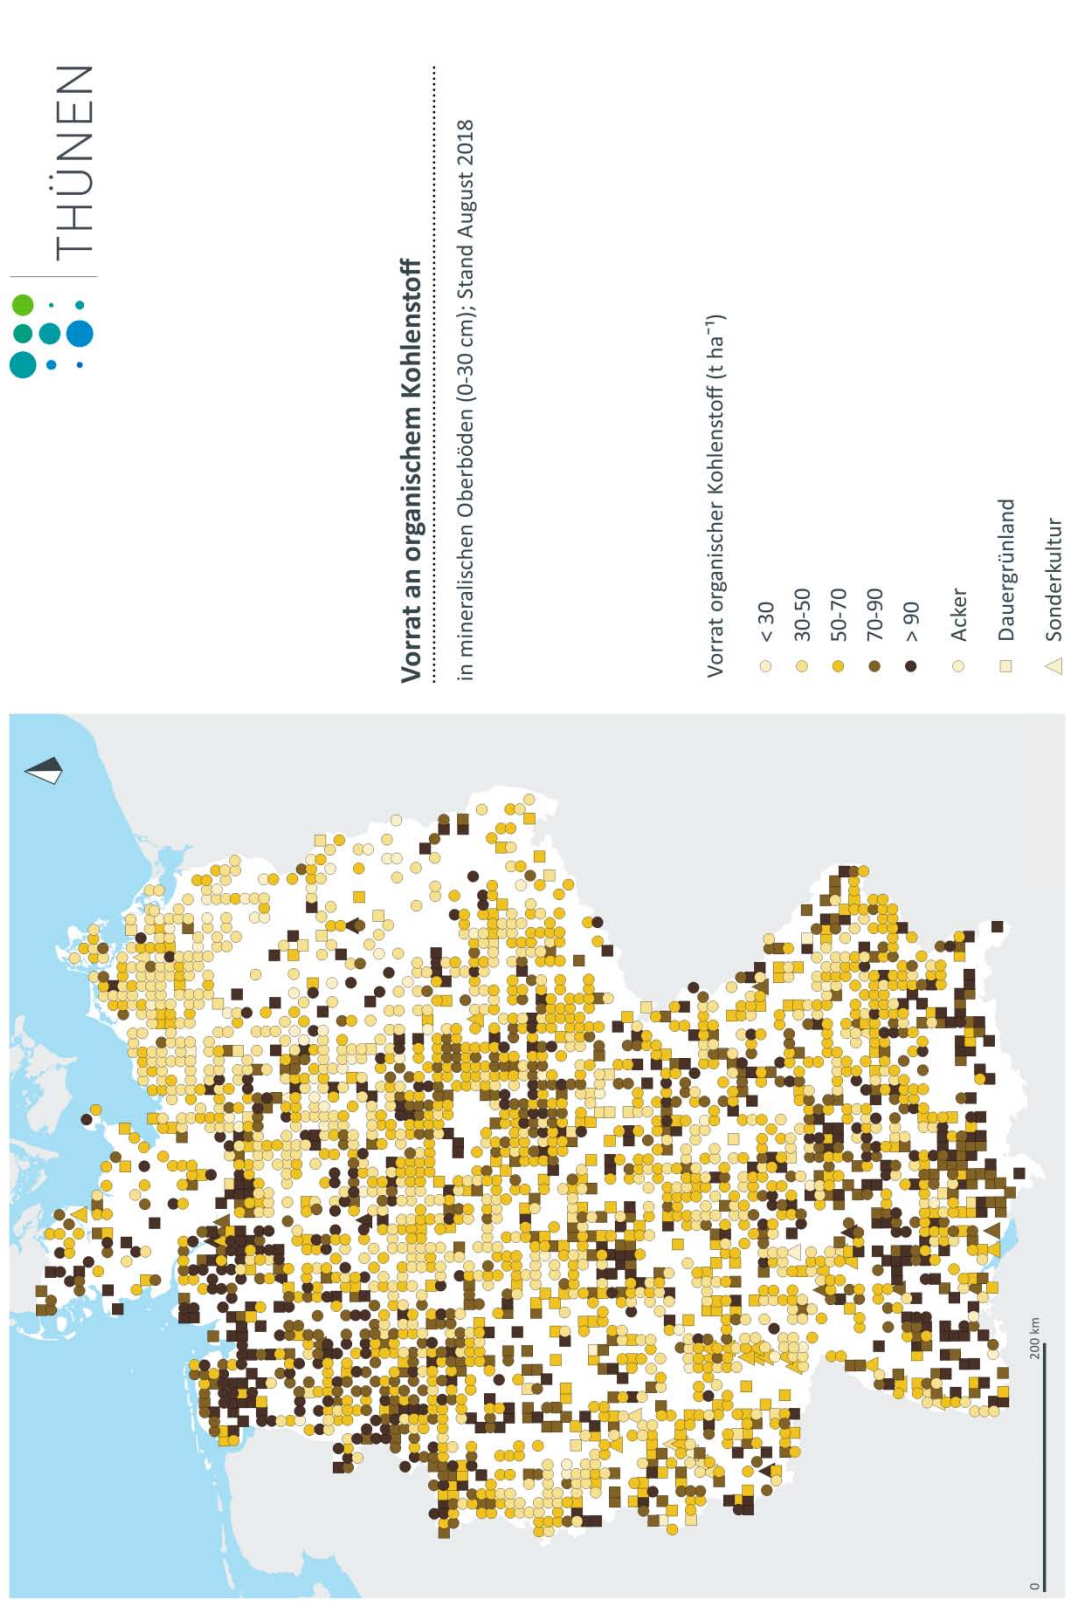 THÜNEN
Vorrat an organischem Kohlenstoff
in mineralischen Oberböden (0-30 cm); Stand August 2018
Vorrat organischer Kohlenstoff (t ha⁻¹)
< 30
30-50
50-70
70-90
> 90
Acker
Dauergrünland
Sonderkultur
0 200 km